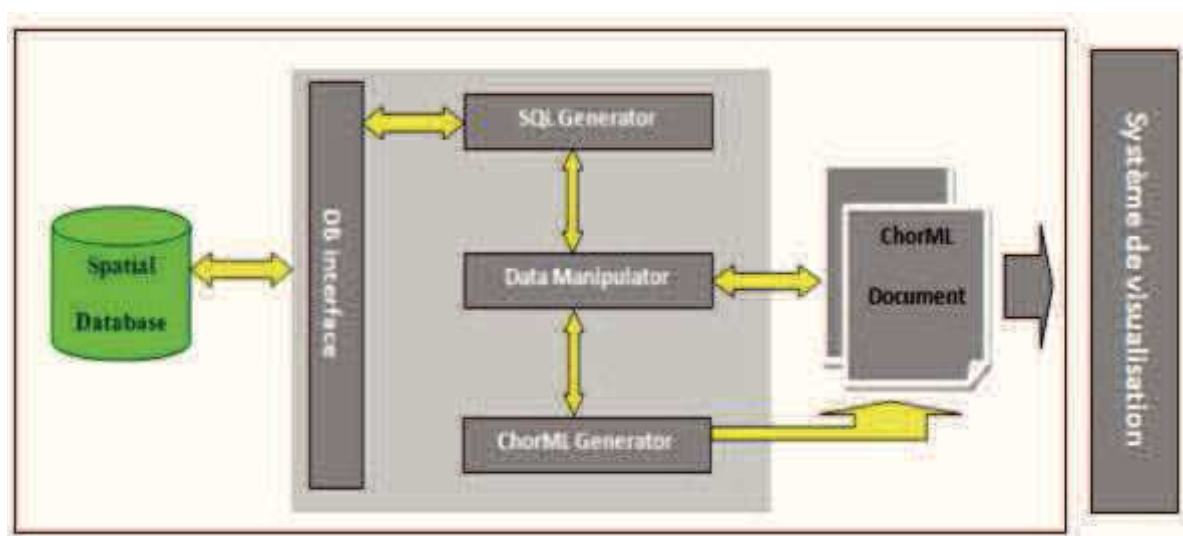 Spatial
Database
DB interface
SQL Generator
Data Manipulator
ChorML Generator
ChorML
Document
Système de visualisation